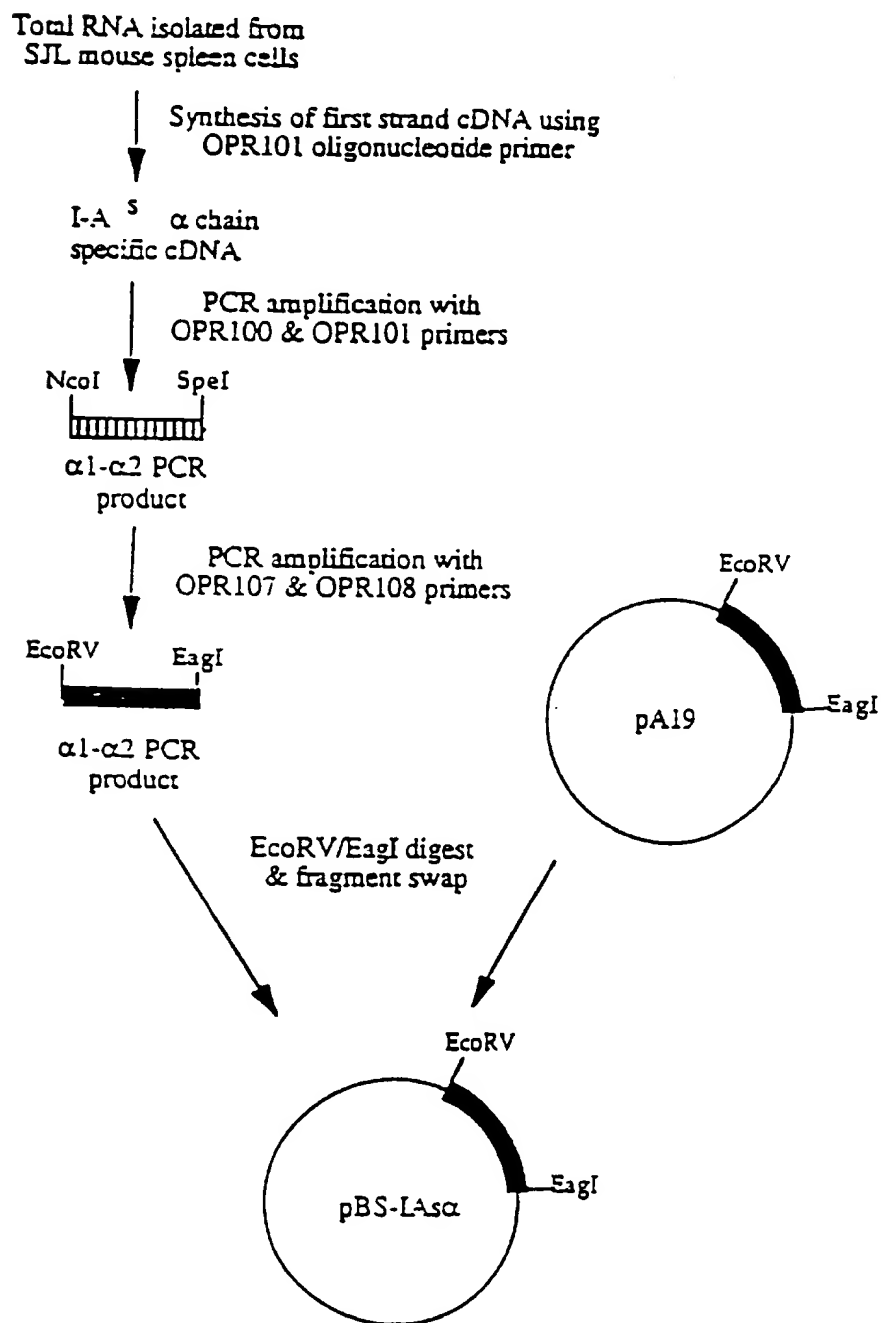 Total RNA isolated from
SJL mouse spleen cells
Synthesis of first strand cDNA using
OPR101 oligonucleotide primer
I-A s α chain
specific cDNA
PCR amplification with
OPR100 & OPR101 primers
NcoI SpeI
α1-α2 PCR
product
PCR amplification with
OPR107 & OPR108 primers
EcoRV
EcoRV EagI
EagI
pA19
α1-α2 PCR
product
EcoRV/EagI digest
& fragment swap
EcoRV
EagI
pBS-IAsα